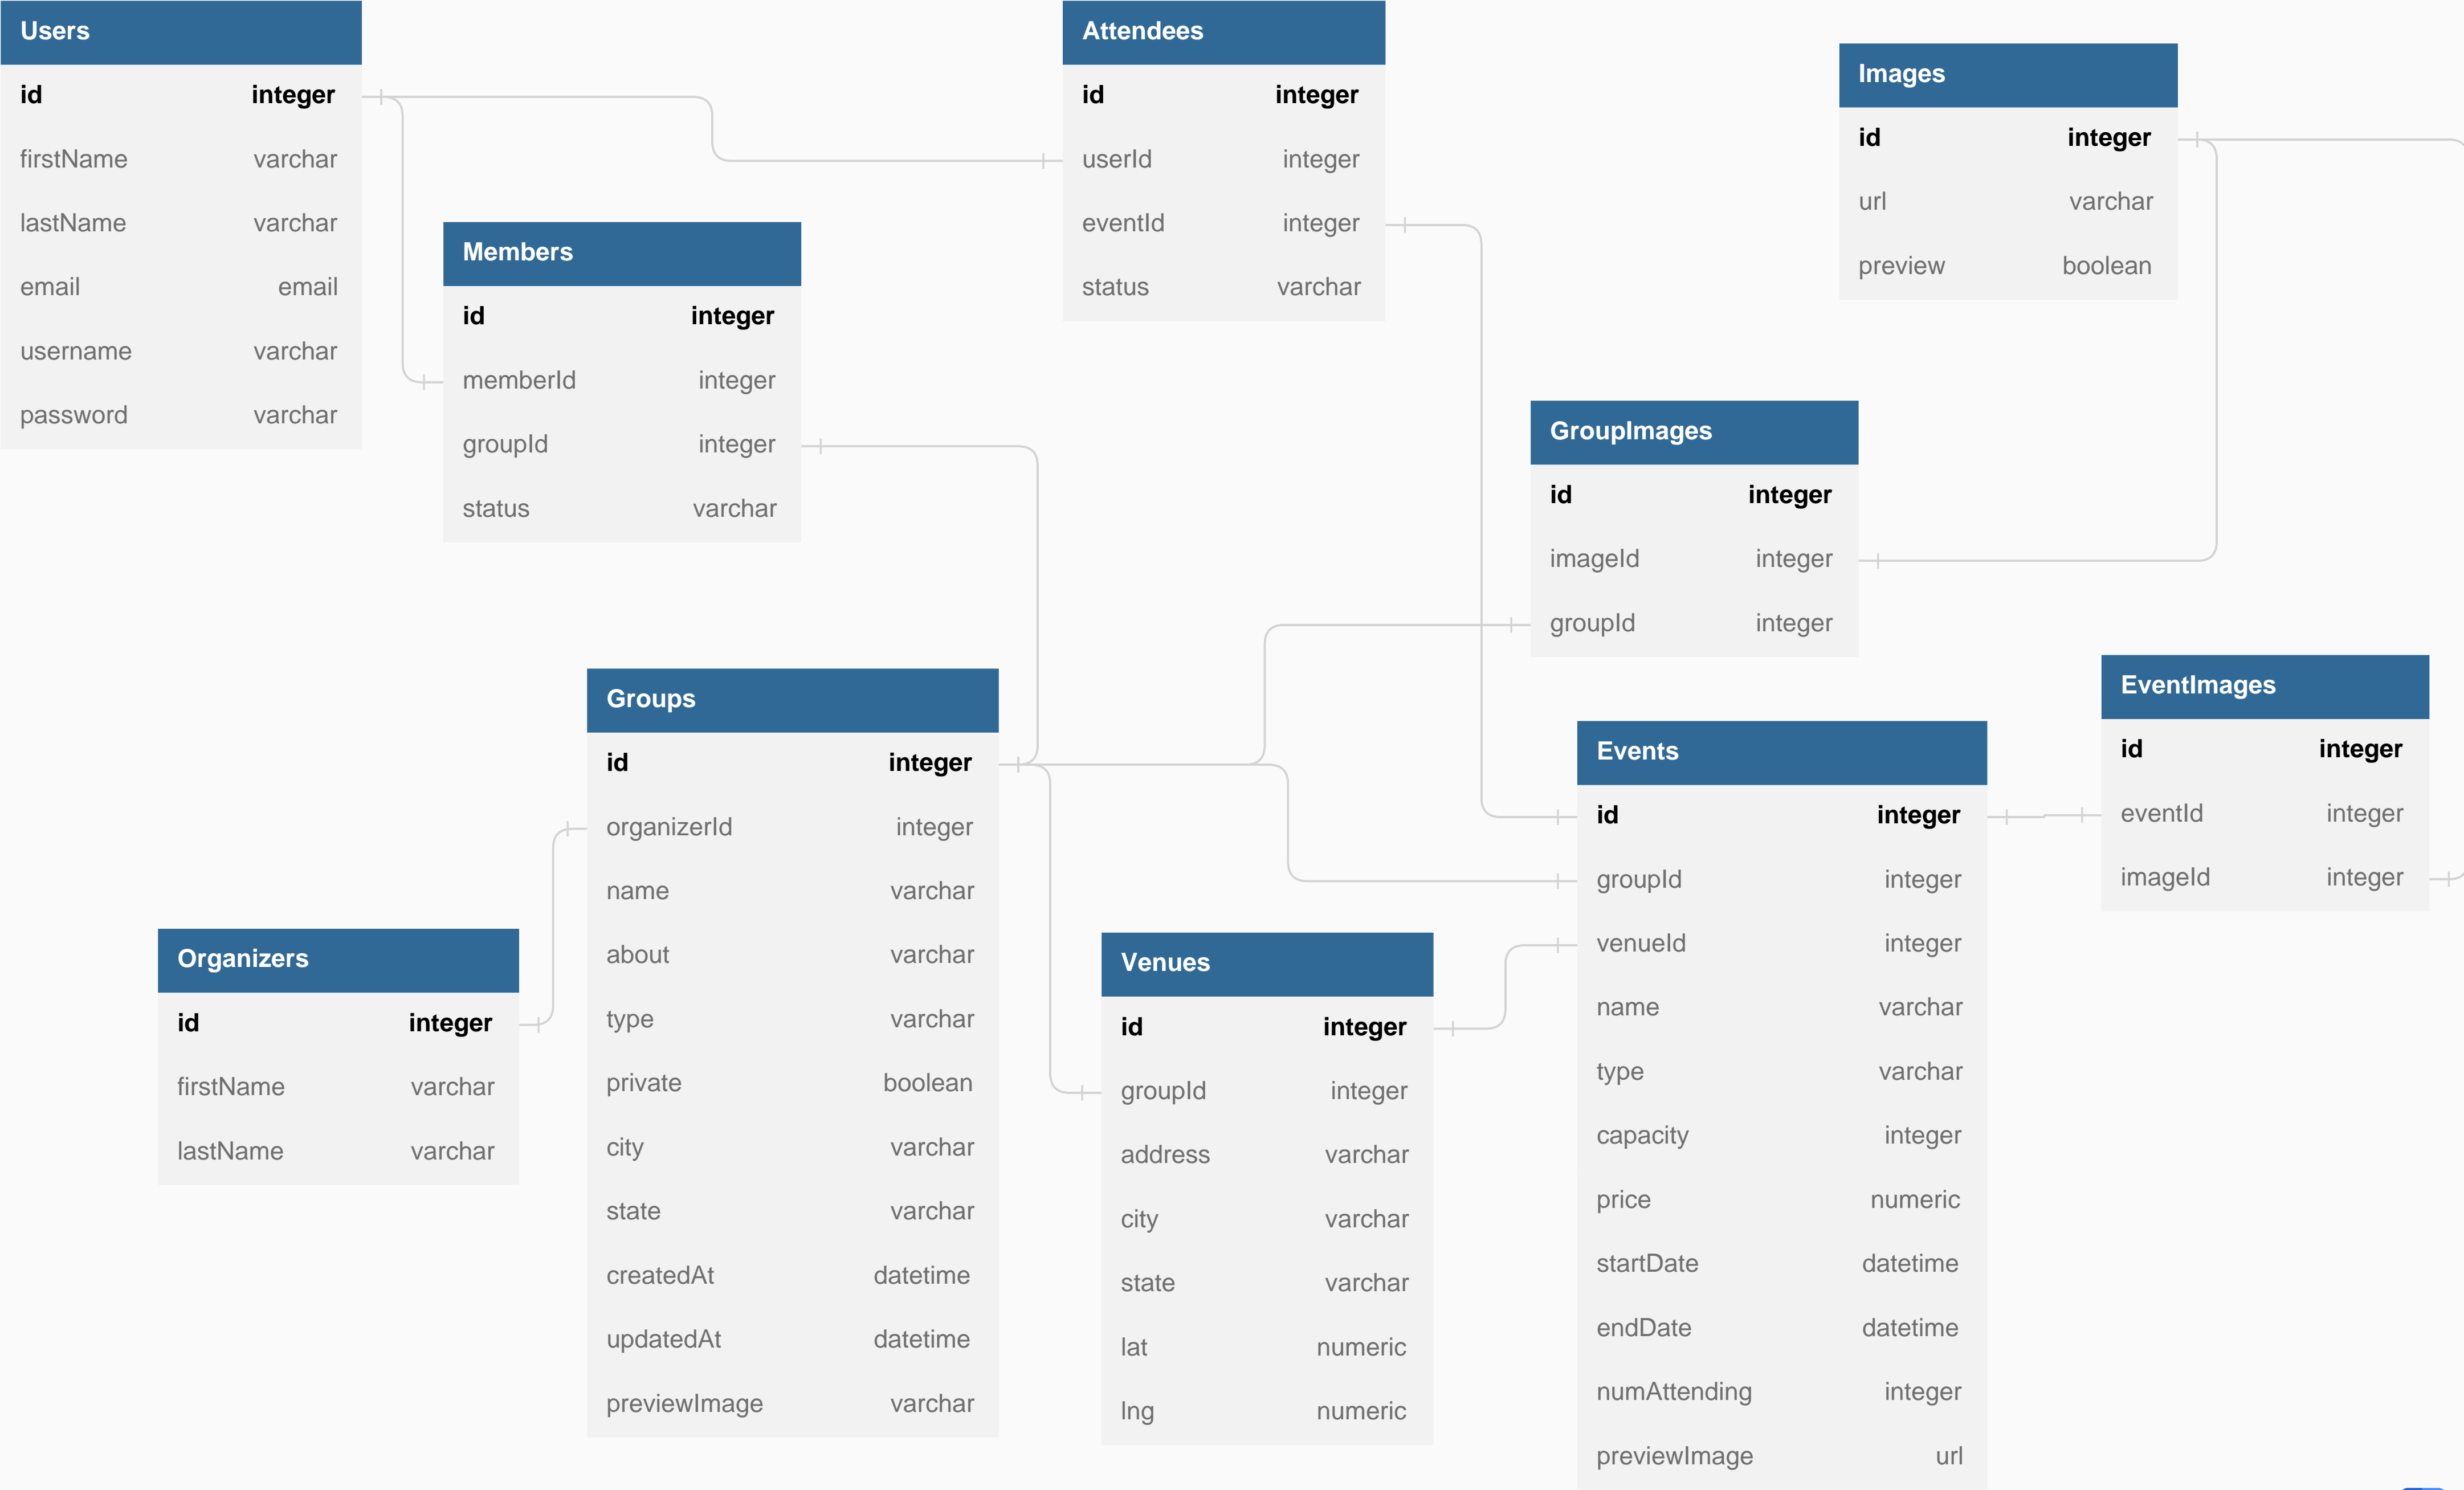 Users
id integer
firstName varchar
lastName varchar
email email
username varchar
password varchar
Members
id integer
memberId integer
groupId integer
status varchar
Attendees
id integer
userId integer
eventId integer
status varchar
Images
id integer
url varchar
preview boolean
GroupImages
id integer
imageId integer
groupId integer
Groups
id integer
organizerId integer
name varchar
about varchar
type varchar
private boolean
city varchar
state varchar
createdAt datetime
updatedAt datetime
previewImage varchar
Organizers
id integer
firstName varchar
lastName varchar
Venues
id integer
groupId integer
address varchar
city varchar
state varchar
lat numeric
lng numeric
Events
id integer
groupId integer
venueId integer
name varchar
type varchar
capacity integer
price numeric
startDate datetime
endDate datetime
numAttending integer
previewImage url
EventImages
id integer
eventId integer
imageId integer